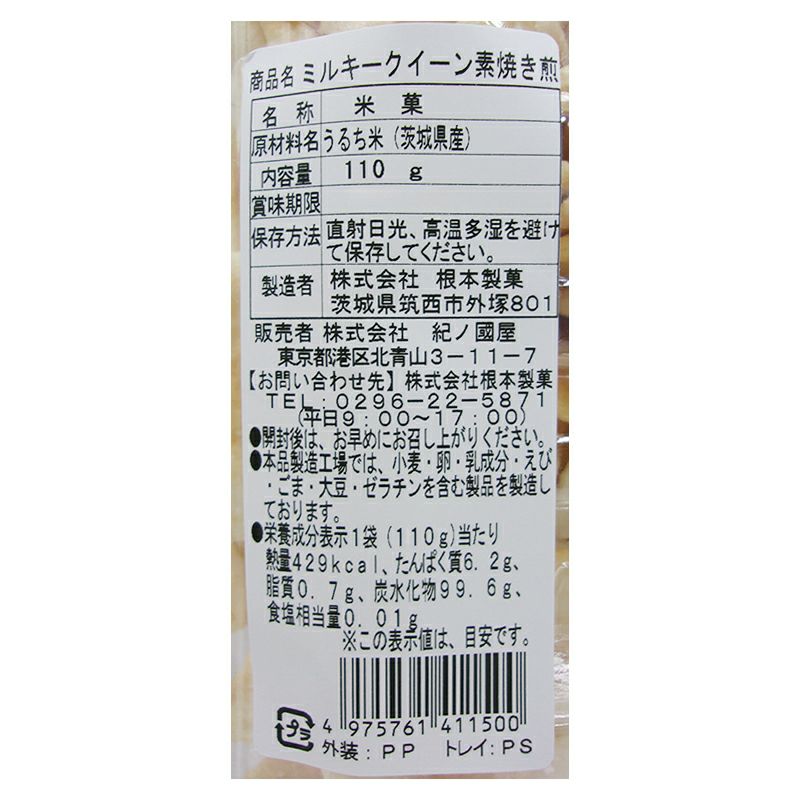 商品名 ミルキークイーン素焼き煎
名 称 米 菓
原材料名 うるち米(茨城県産)
内容量 110 g
賞味期限
保存方法 直射日光、高温多湿を避け
て保存してください。
製造者 株式会社 根本製菓
茨城県筑西市外塚801
販売者 株式会社 紀ノ國屋
東京都港区北青山3-11-7
【お問い合わせ先】株式会社根本製菓
TEL:0296-22-5871
(平日9:00~17:00)
●開封後は、お早めにお召し上がりください。
●本品製造工場では、小麦・卵・乳成分・えび
・ごま・大豆・ゼラチンを含む製品を製造し
ております。
●栄養成分表示1袋(110g)当たり
熱量429kcal、たんぱく質6.2g、
脂質0.7g、炭水化物99.6g、
食塩相当量0.01g
※この表示値は、目安です。
プラ
4 975761 411500
外装:PP トレイ:PS